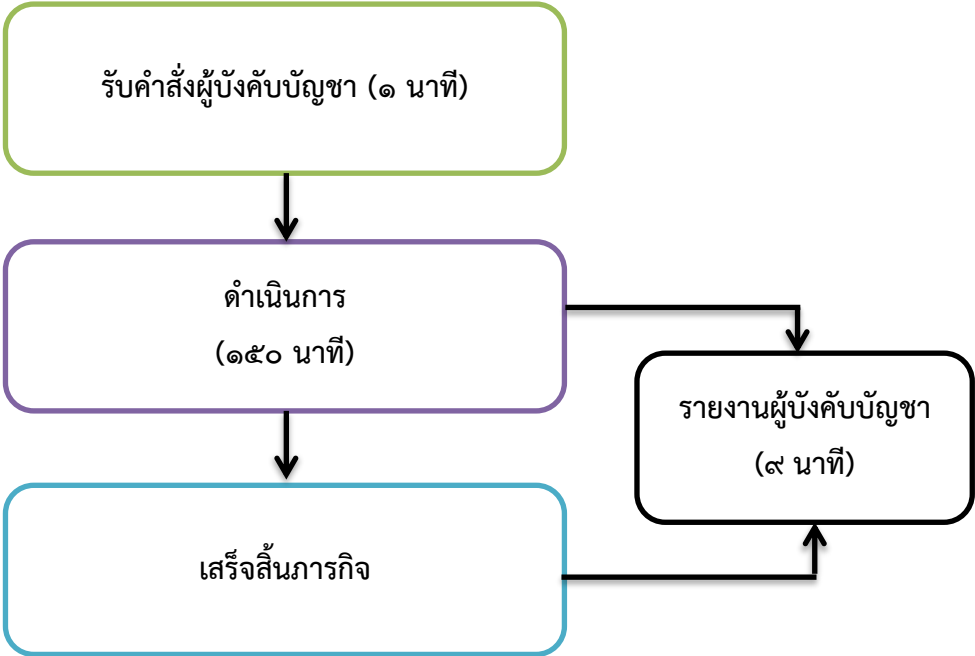 รับคำสั่งผู้บังคับบัญชา (๑ นาที)
ดำเนินการ
(๑๕๐ นาที)
รายงานผู้บังคับบัญชา
(๙ นาที)
เสร็จสิ้นภารกิจ